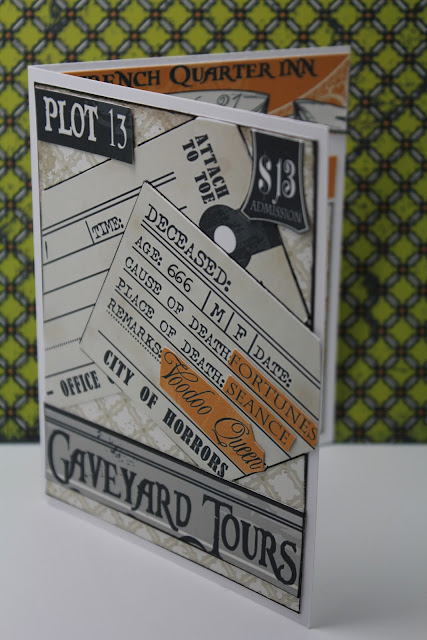 FRENCH QUARTER INN
21
PLOT 13
$13
ADMISSION
ATTACH
TO TOE
TIME:
DECEASED:
AGE: 666 M F DATE:
CAUSE OF DEATH: FORTUNES
PLACE OF DEATH: SEANCE
REMARKS: Voodoo Queen
CITY OF HORRORS
- OFFICE
GAVEYARD TOURS